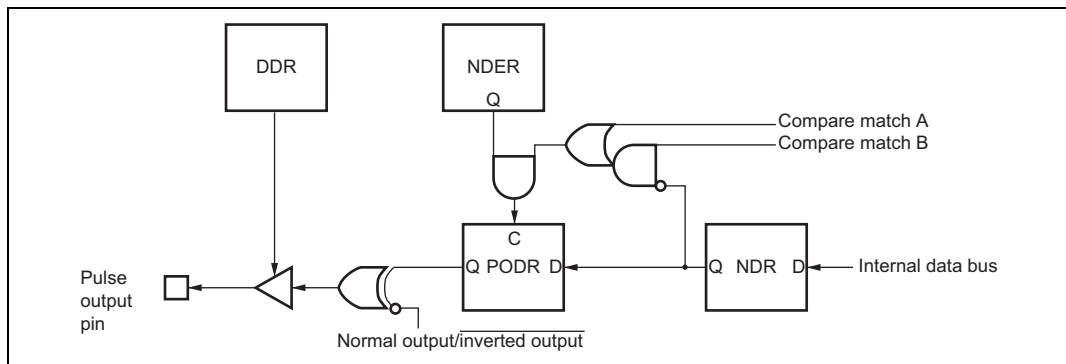 DDR
NDER
Q
Compare match A
Compare match B
C
Q PODR D
Q NDR D
Internal data bus
Pulse
output
pin
Normal output/inverted output